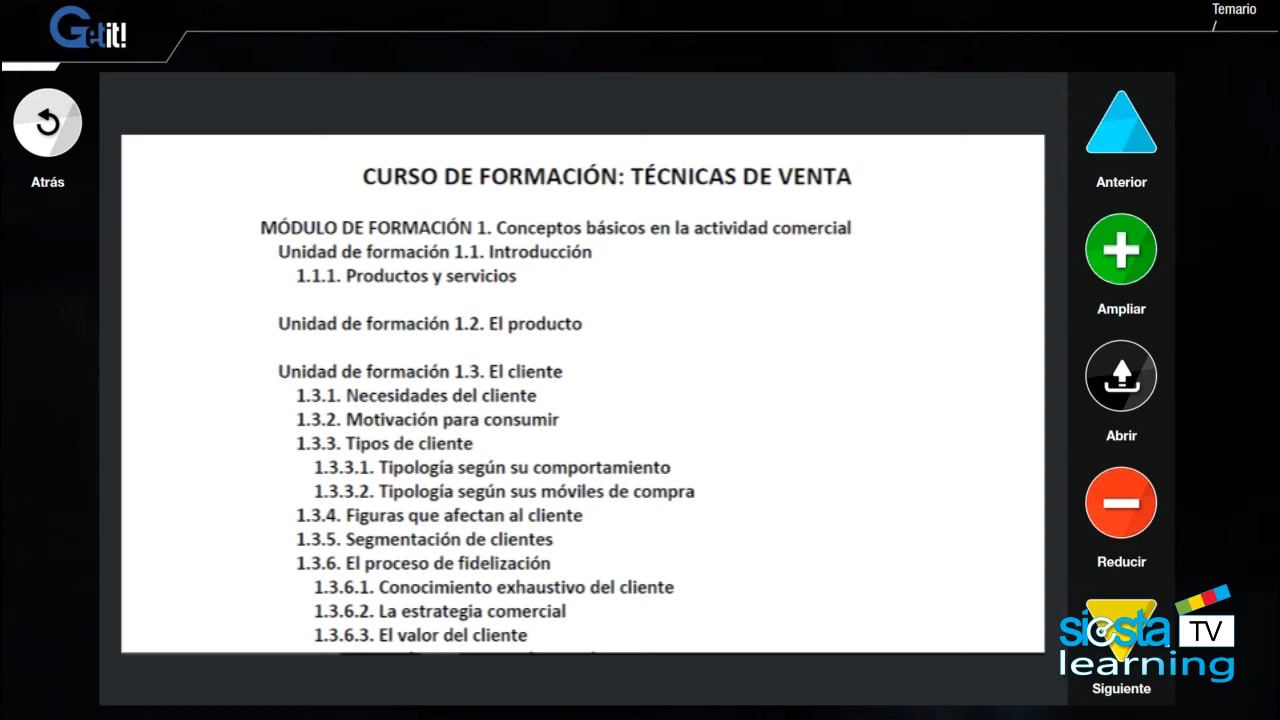 Getit!
Temario
/
Atrás
CURSO DE FORMACIÓN: TÉCNICAS DE VENTA
MÓDULO DE FORMACIÓN 1. Conceptos básicos en la actividad comercial
Unidad de formación 1.1. Introducción
1.1.1. Productos y servicios
Unidad de formación 1.2. El producto
Unidad de formación 1.3. El cliente
1.3.1. Necesidades del cliente
1.3.2. Motivación para consumir
1.3.3. Tipos de cliente
1.3.3.1. Tipología según su comportamiento
1.3.3.2. Tipología según sus móviles de compra
1.3.4. Figuras que afectan al cliente
1.3.5. Segmentación de clientes
1.3.6. El proceso de fidelización
1.3.6.1. Conocimiento exhaustivo del cliente
1.3.6.2. La estrategia comercial
1.3.6.3. El valor del cliente
Anterior
Ampliar
Abrir
Reducir
siesta TV
learning
Siguiente